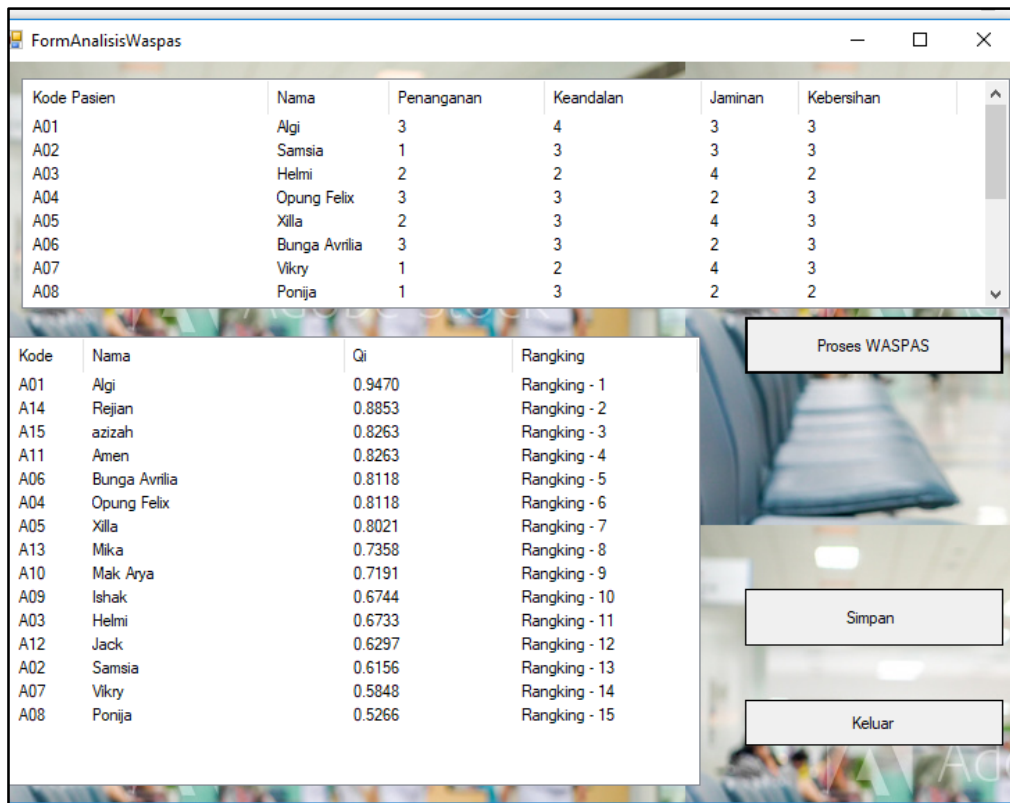 FormAnalisisWaspas
Kode Pasien Nama Penanganan Keandalan Jaminan Kebersihan
A01 Algi 3 4 3 3
A02 Samsia 1 3 3 3
A03 Helmi 2 2 4 2
A04 Opung Felix 3 3 2 3
A05 Xilla 2 3 4 3
A06 Bunga Avrilia 3 3 2 3
A07 Vikry 1 2 4 3
A08 Ponija 1 3 2 2
Proses WASPAS
Kode Nama Qi Rangking
A01 Algi 0.9470 Rangking - 1
A14 Rejian 0.8853 Rangking - 2
A15 azizah 0.8263 Rangking - 3
A11 Amen 0.8263 Rangking - 4
A06 Bunga Avrilia 0.8118 Rangking - 5
A04 Opung Felix 0.8118 Rangking - 6
A05 Xilla 0.8021 Rangking - 7
A13 Mika 0.7358 Rangking - 8
A10 Mak Arya 0.7191 Rangking - 9
A09 Ishak 0.6744 Rangking - 10
A03 Helmi 0.6733 Rangking - 11
A12 Jack 0.6297 Rangking - 12
A02 Samsia 0.6156 Rangking - 13
A07 Vikry 0.5848 Rangking - 14
A08 Ponija 0.5266 Rangking - 15
Simpan
Keluar